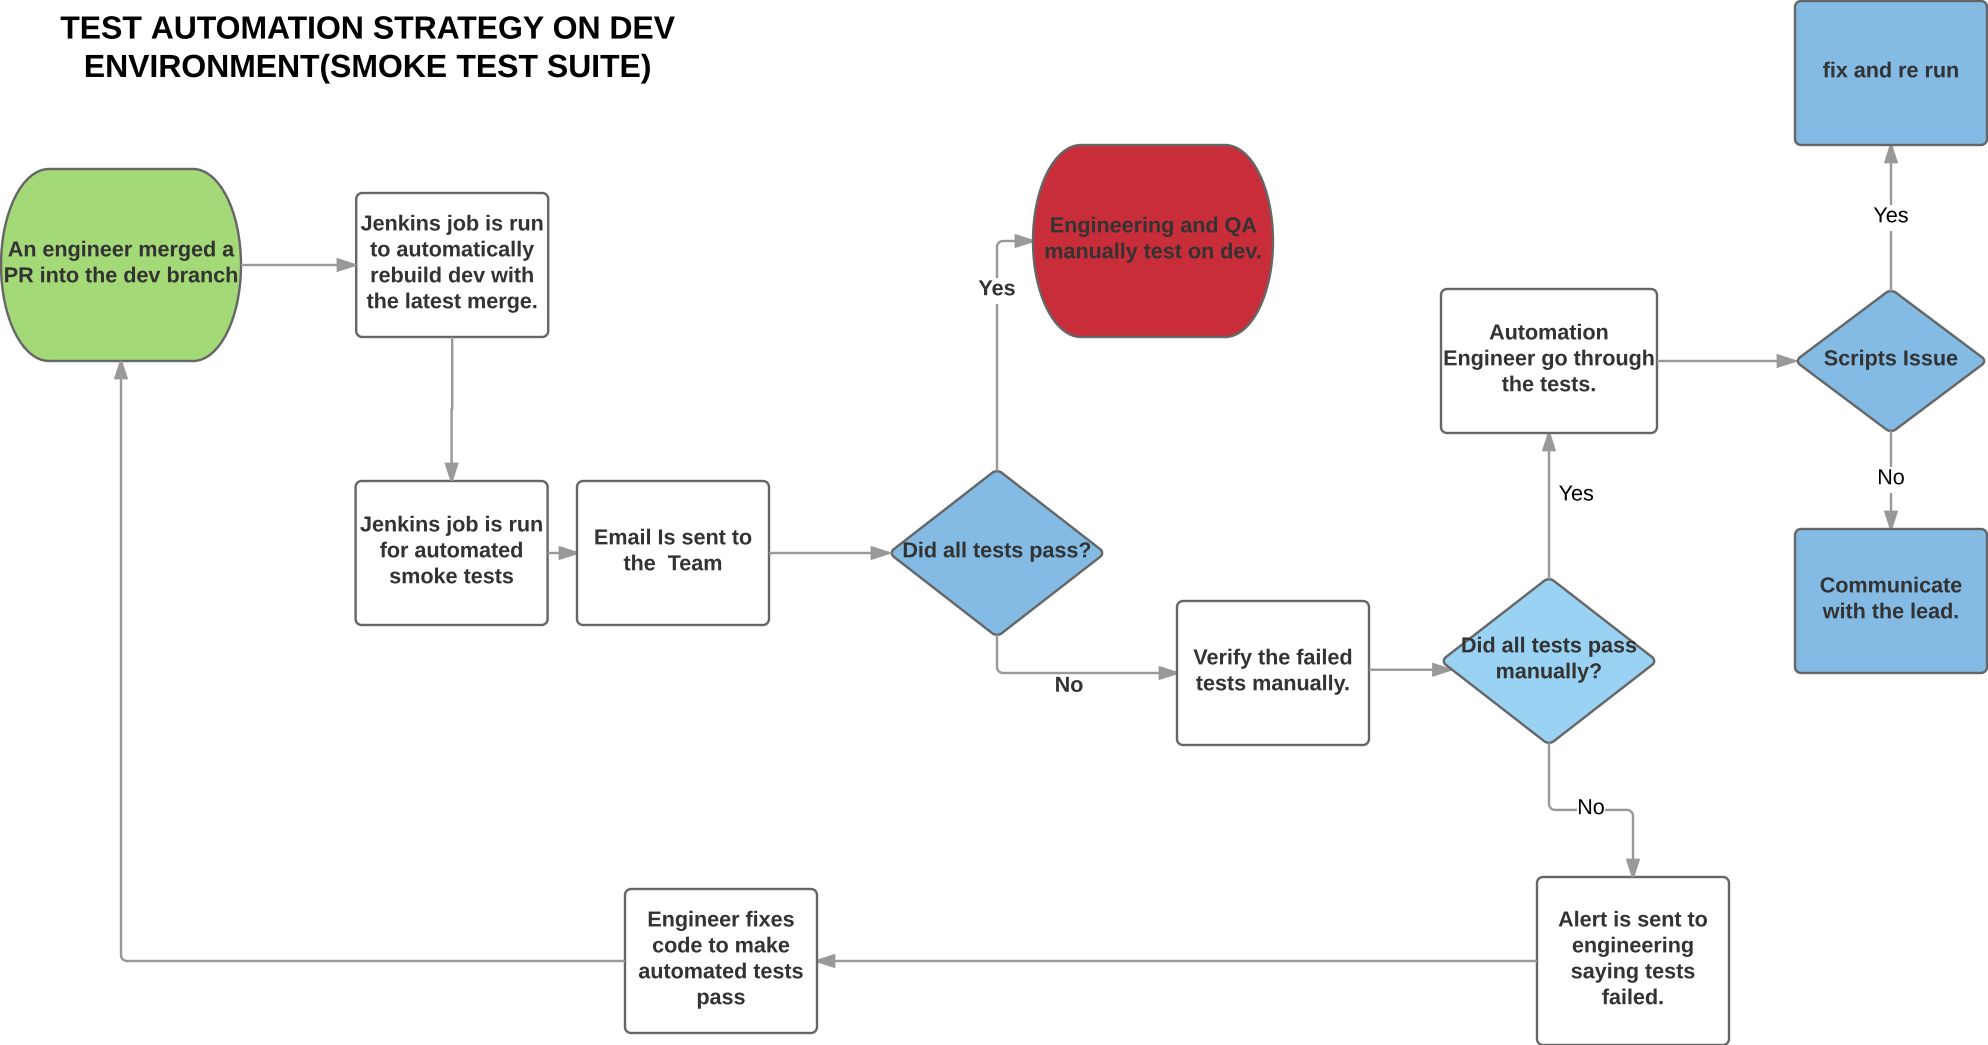 TEST AUTOMATION STRATEGY ON DEV
ENVIRONMENT(SMOKE TEST SUITE)
fix and re run
An engineer merged a
PR into the dev branch
Jenkins job is run
to automatically
rebuild dev with
the latest merge.
Engineering and QA
manually test on dev.
Yes
Yes
Automation
Engineer go through
the tests.
Scripts Issue
Yes
No
Jenkins job is run
for automated
smoke tests
Email Is sent to
the  Team
Did all tests pass?
Communicate
with the lead.
No
Verify the failed
tests manually.
Did all tests pass
manually?
No
Engineer fixes
code to make
automated tests
pass
Alert is sent to
engineering
saying tests
failed.